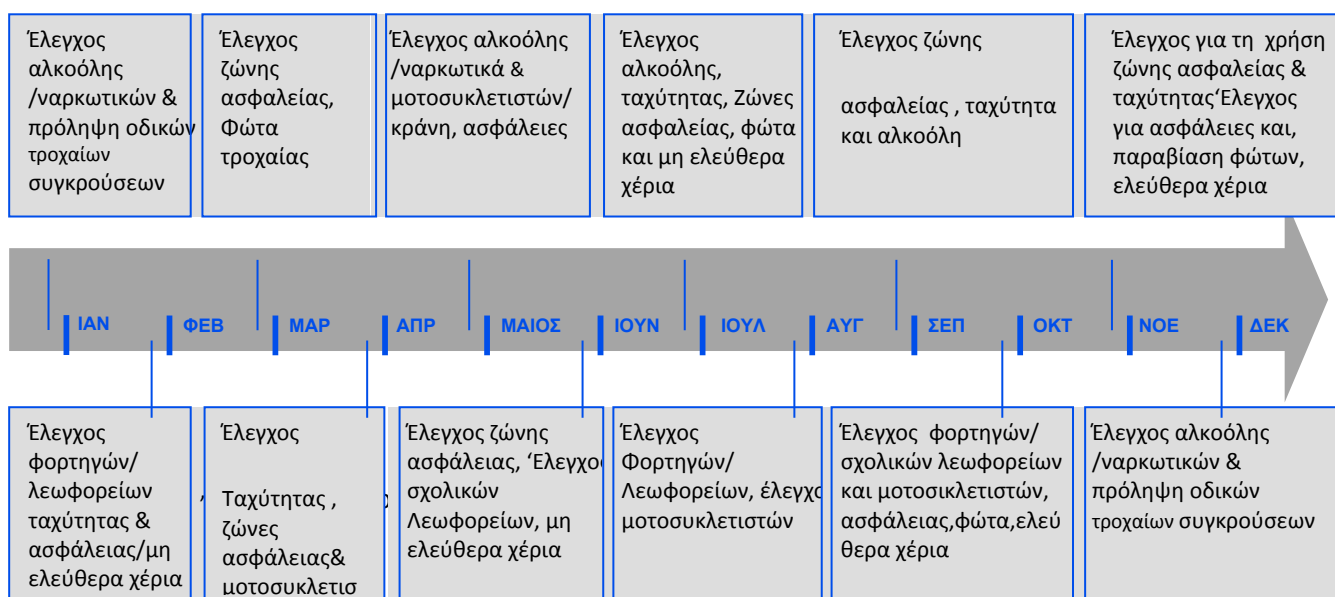 Έλεγχος
αλκοόλης
/ναρκωτικών &
πρόληψη οδικών
τροχαίων
συγκρούσεων
Έλεγχος
ζώνης
ασφαλείας,
Φώτα
τροχαίας
Έλεγχος αλκοόλης
/ναρκωτικά &
μοτοσυκλετιστών/
κράνη, ασφάλειες
Έλεγχος
αλκοόλης,
ταχύτητας, Ζώνες
ασφαλείας, φώτα
και μη ελεύθερα
χέρια
Έλεγχος ζώνης
ασφαλείας , ταχύτητα
και αλκοόλη
Έλεγχος για τη χρήση
ζώνης ασφαλείας &
ταχύτητας‘Έλεγχος
για ασφάλειες και,
παραβίαση φώτων,
ελεύθερα χέρια
ΙΑΝ ΦΕΒ ΜΑΡ ΑΠΡ ΜΑΙΟΣ ΙΟΥΝ ΙΟΥΛ ΑΥΓ ΣΕΠ ΟΚΤ ΝΟΕ ΔΕΚ
Έλεγχος
φορτηγών/
λεωφορείων
ταχύτητας &
ασφάλειας/μη
ελεύθερα χέρια
Έλεγχος
Ταχύτητας ,
ζώνες
ασφάλειας&
μοτοσυκλετισ
Έλεγχος ζώνης
ασφάλειας, ‘Έλεγχος
σχολικών
Λεωφορείων, μη
ελεύθερα χέρια
Έλεγχος
Φορτηγών/
Λεωφορείων, έλεγχο
μοτοσυκλετιστών
Έλεγχος φορτηγών/
σχολικών λεωφορείων
και μοτοσικλετιστών,
ασφάλειας,φώτα,ελεύ
θερα χέρια
Έλεγχος αλκοόλης
/ναρκωτικών &
πρόληψη οδικών
τροχαίων συγκρούσεων